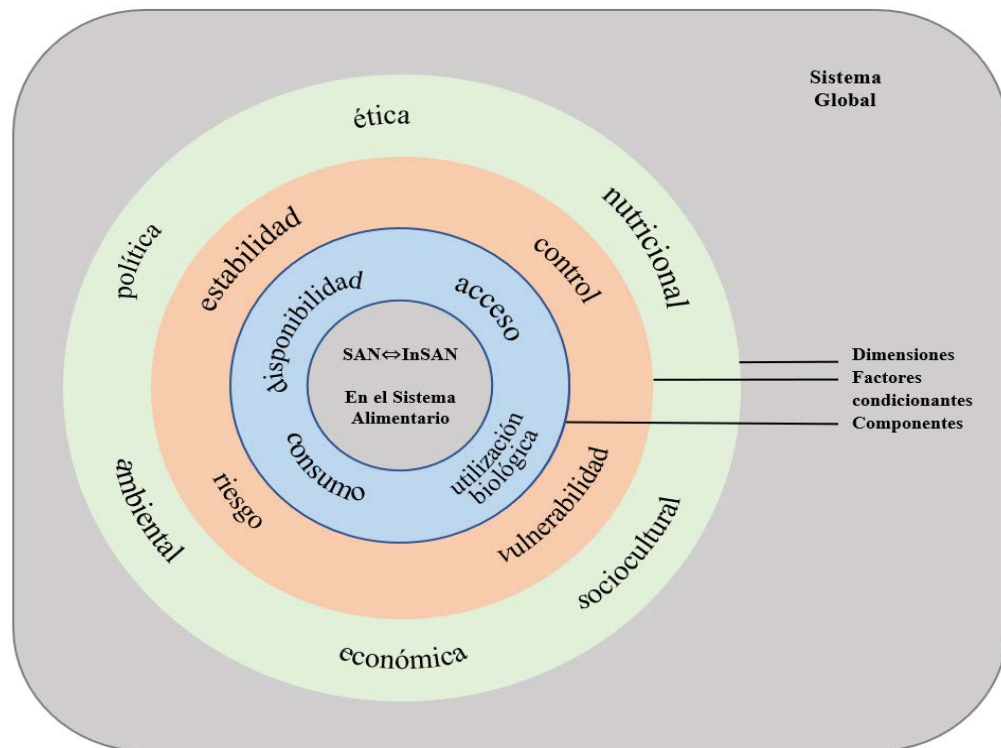 Sistema
Global
ética
política
nutricional
estabilidad
control
disponibilidad
acceso
SAN⇔InSAN
En el Sistema
Alimentario
Dimensiones
Factores
condicionantes
Componentes
consumo
utilización
biológica
ambiental
riesgo
vulnerabilidad
sociocultural
económica